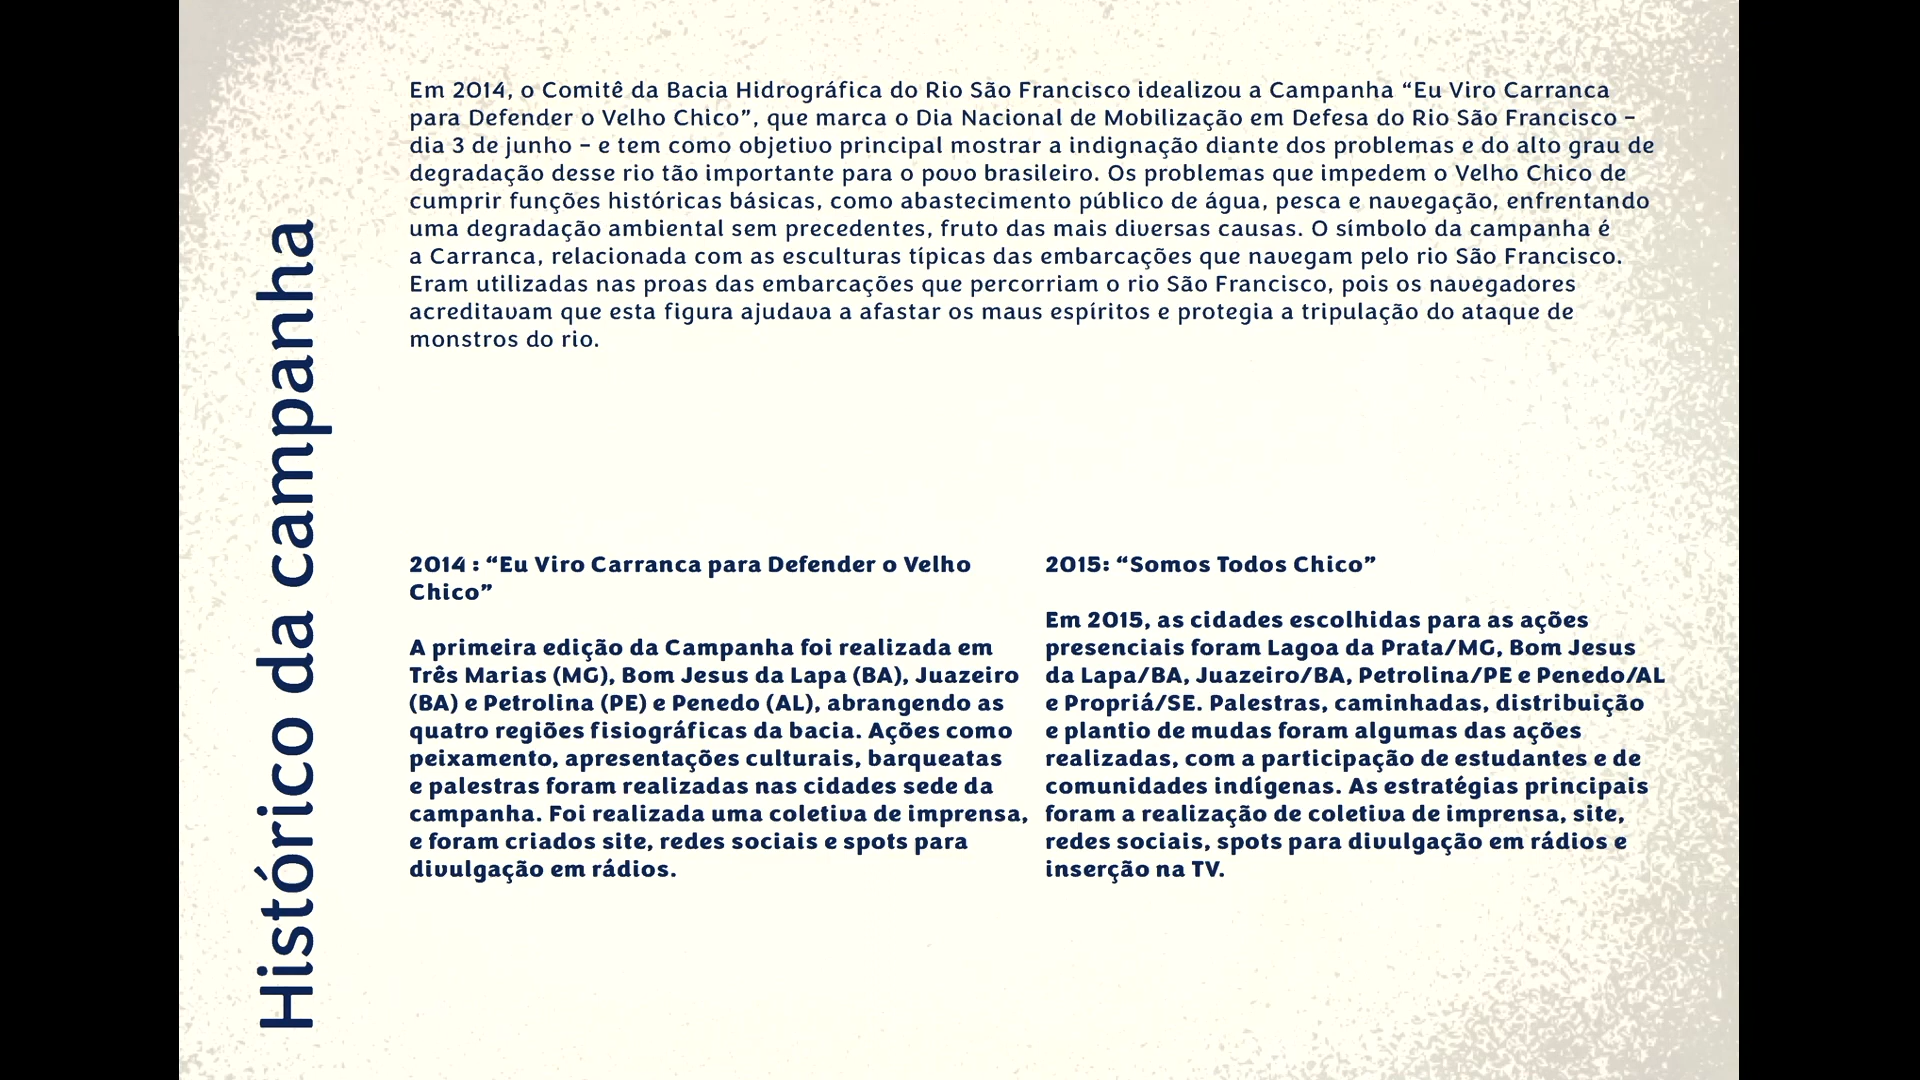 Histórico da campanha
Em 2014, o Comitê da Bacia Hidrográfica do Rio São Francisco idealizou a Campanha “Eu Viro Carranca
para Defender o Velho Chico”, que marca o Dia Nacional de Mobilização em Defesa do Rio São Francisco –
dia 3 de junho – e tem como objetivo principal mostrar a indignação diante dos problemas e do alto grau de
degradação desse rio tão importante para o povo brasileiro. Os problemas que impedem o Velho Chico de
cumprir funções históricas básicas, como abastecimento público de água, pesca e navegação, enfrentando
uma degradação ambiental sem precedentes, fruto das mais diversas causas. O símbolo da campanha é
a Carranca, relacionada com as esculturas típicas das embarcações que navegam pelo rio São Francisco.
Eram utilizadas nas proas das embarcações que percorriam o rio São Francisco, pois os navegadores
acreditavam que esta figura ajudava a afastar os maus espíritos e protegia a tripulação do ataque de
monstros do rio.
2014 : “Eu Viro Carranca para Defender o Velho
Chico”
A primeira edição da Campanha foi realizada em
Três Marias (MG), Bom Jesus da Lapa (BA), Juazeiro
(BA) e Petrolina (PE) e Penedo (AL), abrangendo as
quatro regiões fisiográficas da bacia. Ações como
peixamento, apresentações culturais, barqueatas
e palestras foram realizadas nas cidades sede da
campanha. Foi realizada uma coletiva de imprensa,
e foram criados site, redes sociais e spots para
divulgação em rádios.
2015: “Somos Todos Chico”
Em 2015, as cidades escolhidas para as ações
presenciais foram Lagoa da Prata/MG, Bom Jesus
da Lapa/BA, Juazeiro/BA, Petrolina/PE e Penedo/AL
e Propriá/SE. Palestras, caminhadas, distribuição
e plantio de mudas foram algumas das ações
realizadas, com a participação de estudantes e de
comunidades indígenas. As estratégias principais
foram a realização de coletiva de imprensa, site,
redes sociais, spots para divulgação em rádios e
inserção na TV.